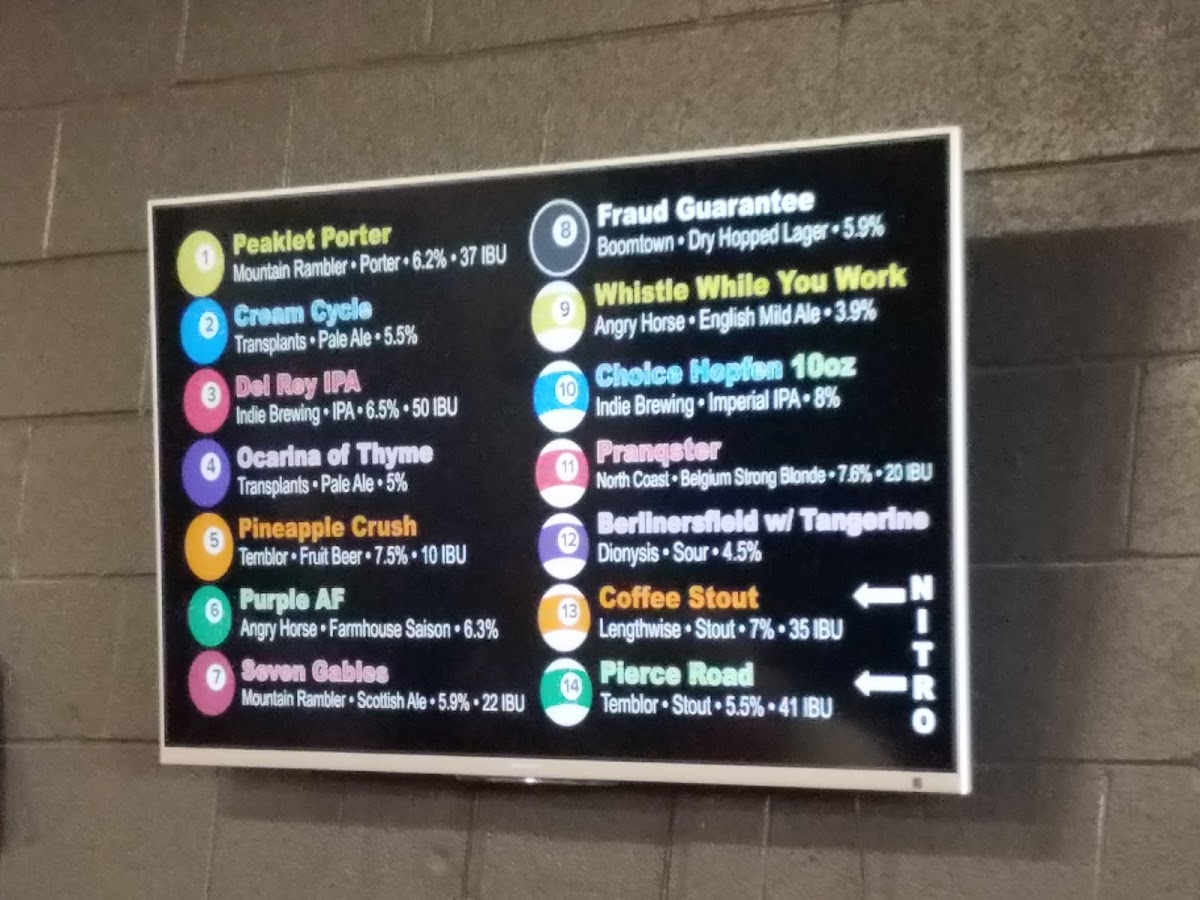 1
Peaklet Porter
Mountain Rambler • Porter • 6.2% • 37 IBU
2
Cream Cycle
Transplants • Pale Ale • 5.5%
3
Del Rey IPA
Indie Brewing • IPA • 6.5% • 50 IBU
4
Ocarina of Thyme
Transplants • Pale Ale • 5%
5
Pineapple Crush
Temblor • Fruit Beer • 7.5% • 10 IBU
6
Purple AF
Angry Horse • Farmhouse Saison • 6.3%
7
Seven Gables
Mountain Rambler • Scottish Ale • 5.9% • 22 IBU
8
Fraud Guarantee
Boomtown • Dry Hopped Lager • 5.9%
9
Whistle While You Work
Angry Horse • English Mild Ale • 3.9%
10
Choice Hopfen 10oz
Indie Brewing • Imperial IPA • 8%
11
Pranqster
North Coast • Belgium Strong Blonde • 7.6% • 20 IBU
12
Berlinersfield w/ Tangerine
Dionysis • Sour • 4.5%
13
Coffee Stout
Lengthwise • Stout • 7% • 35 IBU
14
Pierce Road
Temblor • Stout • 5.5% • 41 IBU
NITRO